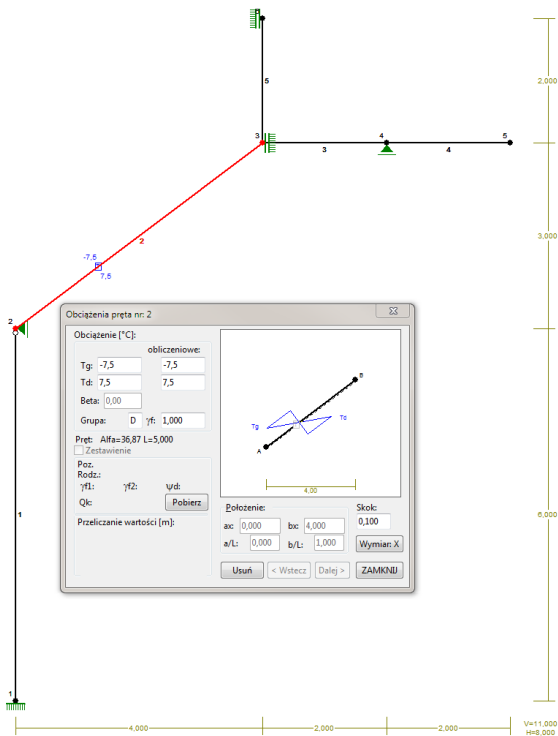 6
5
2,000
3
4
5
3
4
3,000
2
-7,5
7,5
2
Obciążenia pręta nr: 2
Obciążenie [°C]:
obliczeniowe:
Tg: -7,5 -7,5
Td: 7,5 7,5
Beta: 0,00
Grupa: D γf: 1,000
Pręt: Alfa=36,87 L=5,000
Zestawienie
Poz.
Rodz.:
γf1: γf2: ψd:
Qk: Pobierz
Przeliczanie wartości [m]:
B
Tg
Td
A
4,00
Położenie: Skok:
ax: 0,000 bx: 4,000 0,100
a/L: 0,000 b/L: 1,000 Wymiar: X
Usuń < Wstecz Dalej > ZAMKNIJ
1
6,000
1
4,000
2,000
2,000
V=11,000
H=8,000